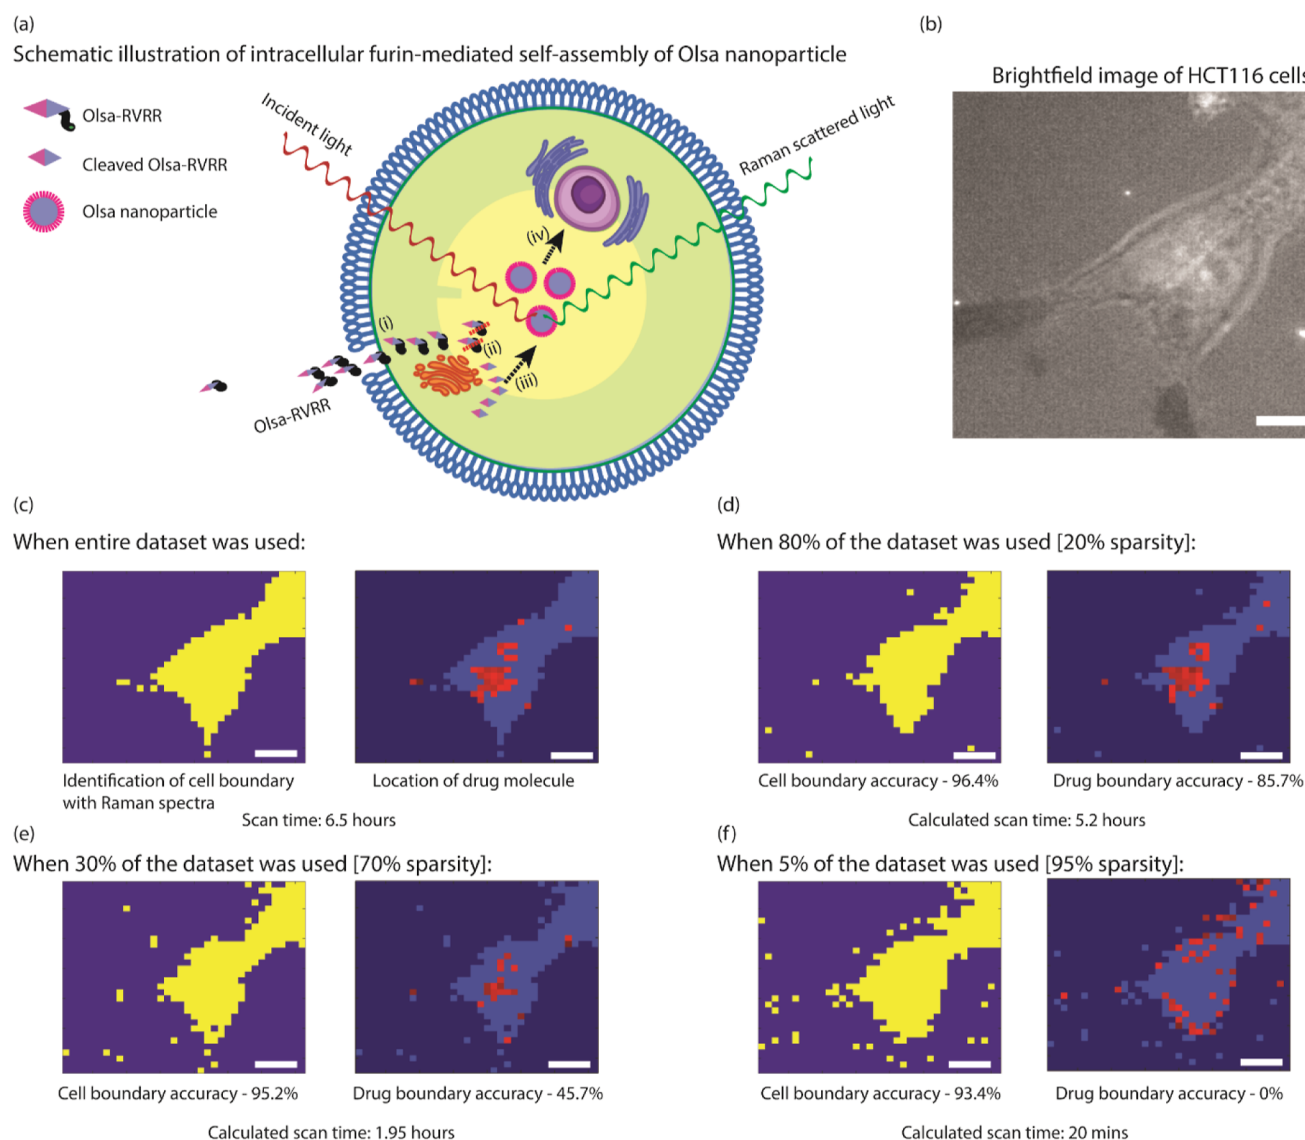 (a)
Schematic illustration of intracellular furin-mediated self-assembly of Olsa nanoparticle
Olsa-RVRR
Cleaved Olsa-RVRR
Olsa nanoparticle
Incident light
Raman scattered light
(i)
(ii)
(iii)
(iv)
Olsa-RVRR
(b)
Brightfield image of HCT116 cells
(c)
When entire dataset was used:
Identification of cell boundary
with Raman spectra
Location of drug molecule
Scan time: 6.5 hours
(d)
When 80% of the dataset was used [20% sparsity]:
Cell boundary accuracy - 96.4%
Drug boundary accuracy - 85.7%
Calculated scan time: 5.2 hours
(e)
When 30% of the dataset was used [70% sparsity]:
Cell boundary accuracy - 95.2%
Drug boundary accuracy - 45.7%
Calculated scan time: 1.95 hours
(f)
When 5% of the dataset was used [95% sparsity]:
Cell boundary accuracy - 93.4%
Drug boundary accuracy - 0%
Calculated scan time: 20 mins